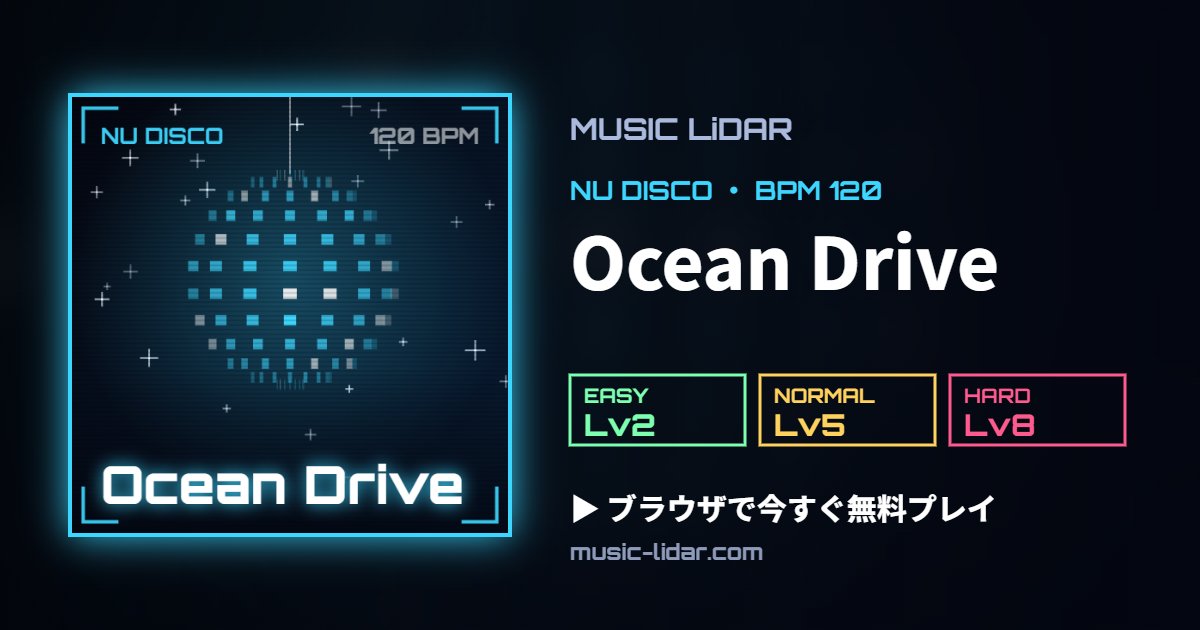 NU DISCO
120 BPM
Ocean Drive
MUSIC LiDAR
NU DISCO • BPM 120
Ocean Drive
EASY
Lv2
NORMAL
Lv5
HARD
Lv8
▶ ブラウザで今すぐ無料プレイ
music-lidar.com